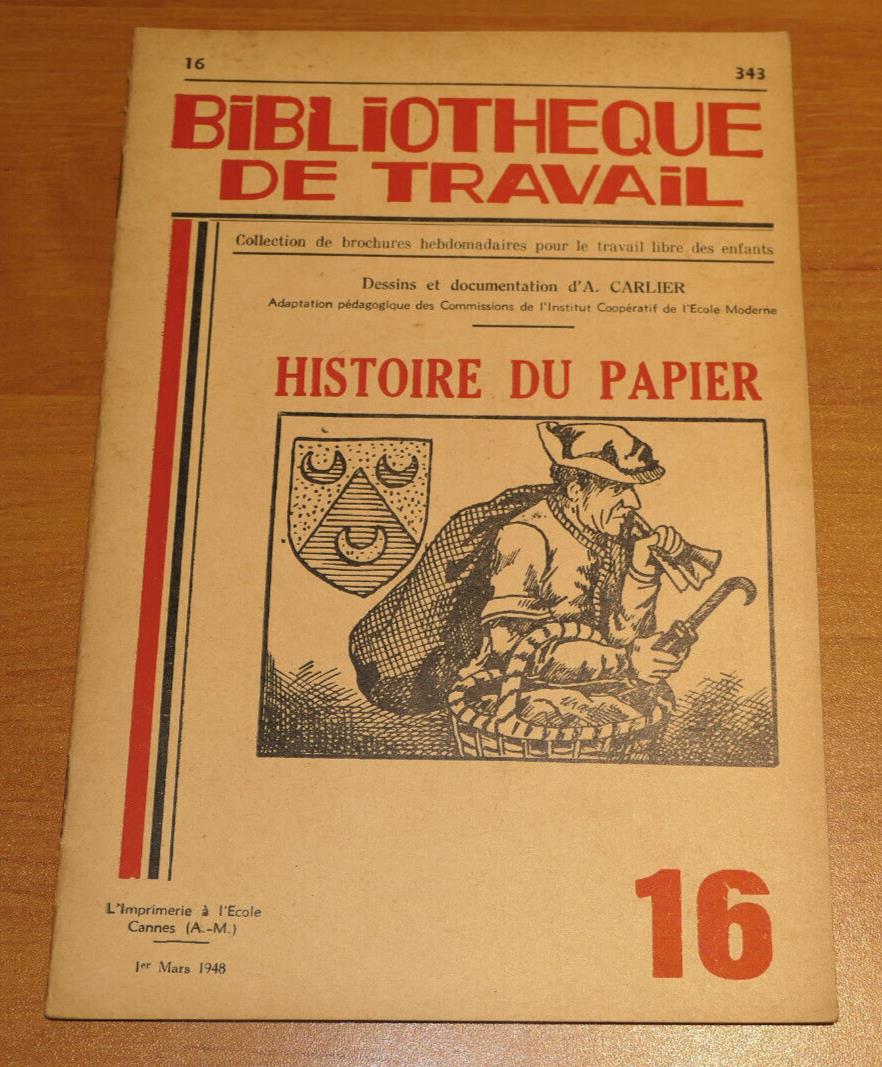 16
343
BiBLiOTHEQUE
DE TRAVAiL
Collection de brochures hebdomadaires pour le travail libre des enfants
Dessins et documentation d'A. CARLIER
Adaptation pédagogique des Commissions de l'Institut Coopératif de l'Ecole Moderne
HISTOIRE DU PAPIER
16
L'Imprimerie à l'Ecole
Cannes (A.-M.)
1er Mars 1948